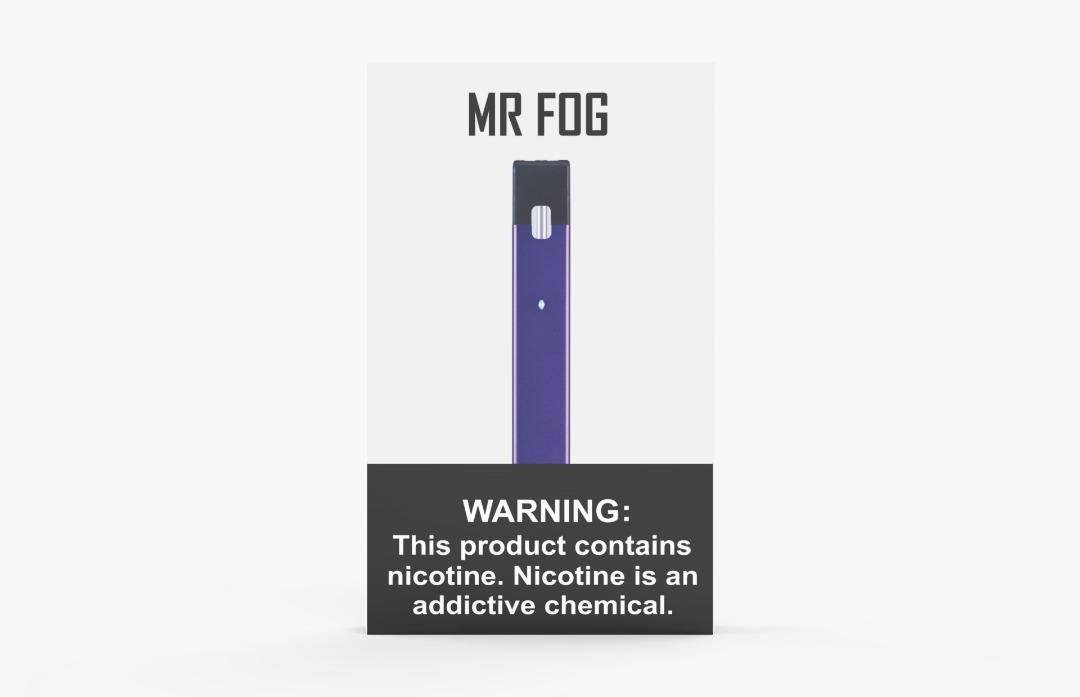 MR FOG
WARNING:
This product contains
nicotine. Nicotine is an
addictive chemical.